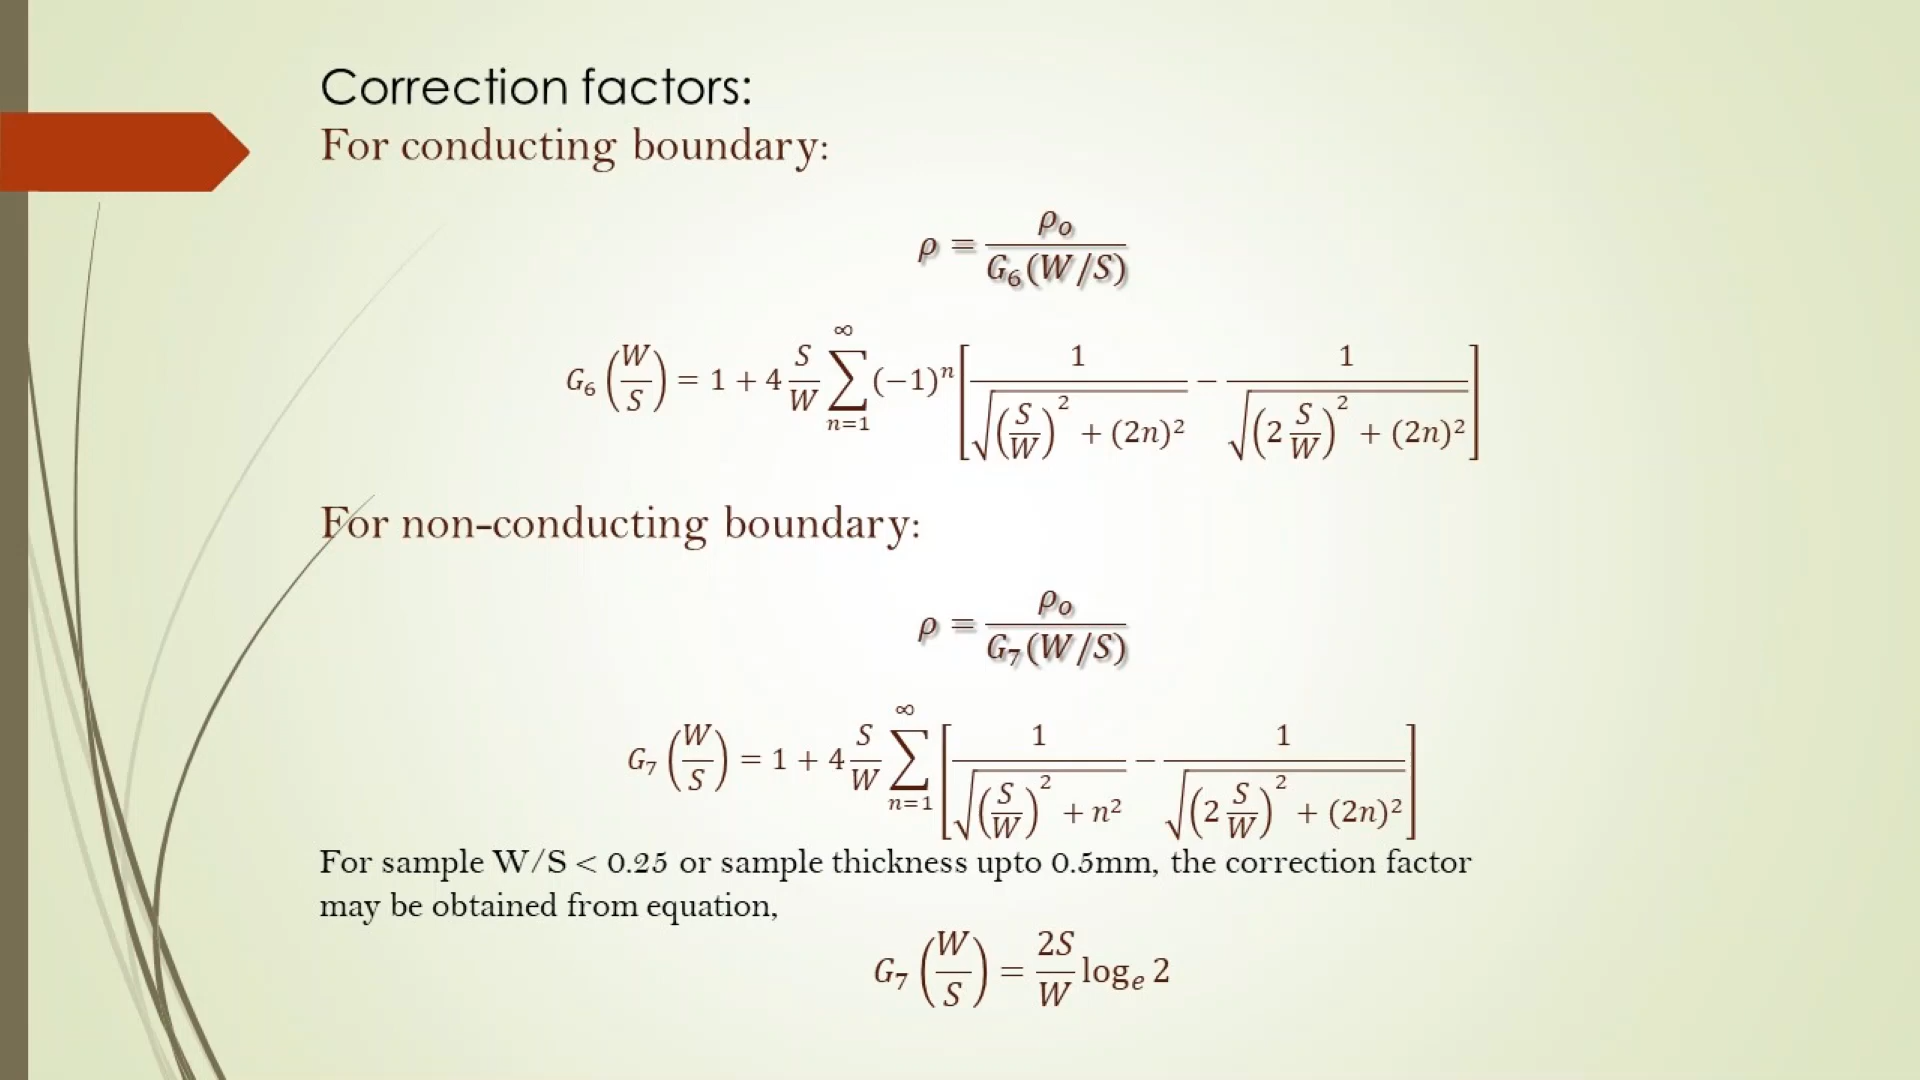 Correction factors:
For conducting boundary:
ρ = ρ₀ / G₆(W/S)
G₆(W/S) = 1 + 4 S/W ∑_{n=1}^{∞} (−1)ⁿ [ 1 / √((S/W)² + (2n)²) − 1 / √((2 S/W)² + (2n)²) ]
For non-conducting boundary:
ρ = ρ₀ / G₇(W/S)
G₇(W/S) = 1 + 4 S/W ∑_{n=1}^{∞} [ 1 / √((S/W)² + n²) − 1 / √((2 S/W)² + (2n)²) ]
For sample W/S < 0.25 or sample thickness upto 0.5mm, the correction factor
may be obtained from equation,
G₇(W/S) = 2S/W logₑ 2